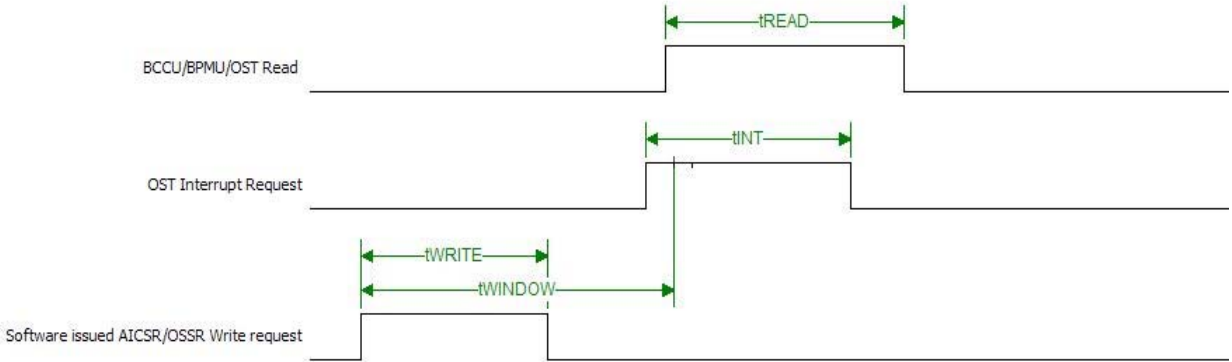 tREAD
BCCU/BPMU/OST Read
tINT
OST Interrupt Request
tWRITE
tWINDOW
Software issued AICSR/OSSR Write request